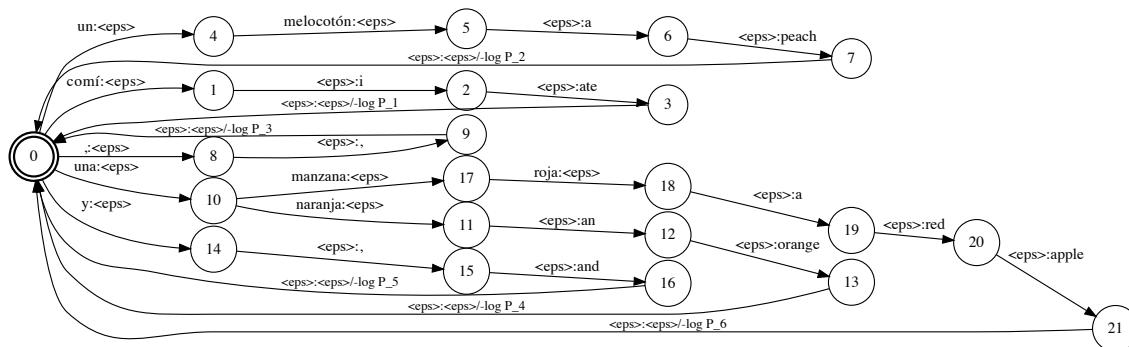 un:<eps>
4
melocotón:<eps>
5
<eps>:a
6
<eps>:peach
7
<eps>:<eps>/-log P_2
comí:<eps>
1
<eps>:i
2
<eps>:ate
3
<eps>:<eps>/-log P_1
<eps>:<eps>/-log P_3
9
0
,:<eps>
8
<eps>:,
una:<eps>
10
manzana:<eps>
17
roja:<eps>
18
<eps>:a
19
<eps>:red
20
<eps>:apple
21
naranja:<eps>
11
<eps>:an
12
<eps>:orange
13
y:<eps>
14
<eps>:,
15
<eps>:and
16
<eps>:<eps>/-log P_5
<eps>:<eps>/-log P_4
<eps>:<eps>/-log P_6